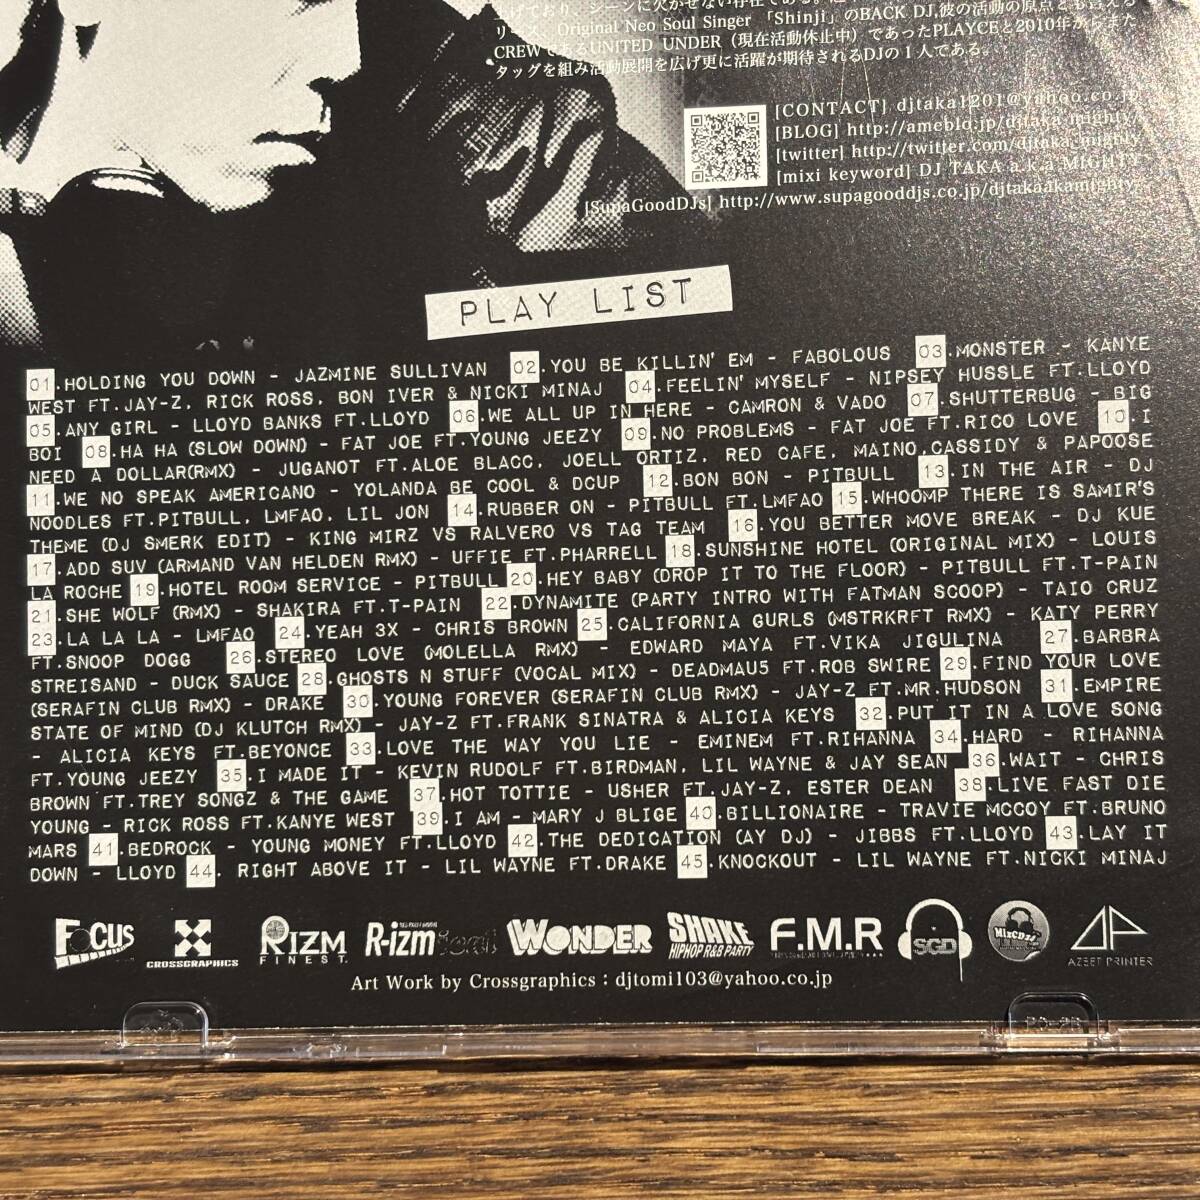 リース、Original Neo Soul Singer 「Shinji」のBACK DJ,彼の活動の原点とも言える
CREWであるUNITED UNDER（現在活動休止中）であったPLAYCEと2010年からまた
タッグを組み活動展開を広げ更に活躍が期待されるDJの1人である。
[CONTACT] djtaka1201@yahoo.co.jp
[BLOG] http://ameblo.jp/djtaka-mighty/
[twitter] http://twitter.com/djtaka_mighty
[mixi keyword] DJ TAKA a.k.a MIGHTY
[SupaGoodDJs] http://www.supagooddjs.co.jp/djtakaakamighty
PLAY LIST
01.HOLDING YOU DOWN - JAZMINE SULLIVAN 02.YOU BE KILLIN' EM - FABOLOUS 03.MONSTER - KANYE
WEST FT.JAY-Z, RICK ROSS, BON IVER & NICKI MINAJ 04.FEELIN' MYSELF - NIPSEY HUSSLE FT.LLOYD
05.ANY GIRL - LLOYD BANKS FT.LLOYD 06.WE ALL UP IN HERE - CAMRON & VADO 07.SHUTTERBUG - BIG
BOI 08.HA HA (SLOW DOWN) - FAT JOE FT.YOUNG JEEZY 09.NO PROBLEMS - FAT JOE FT.RICO LOVE 10.I
NEED A DOLLAR(RMX) - JUGANOT FT.ALOE BLACC, JOELL ORTIZ, RED CAFE, MAINO,CASSIDY & PAPOOSE
11.WE NO SPEAK AMERICANO - YOLANDA BE COOL & DCUP 12.BON BON - PITBULL 13.IN THE AIR - DJ
NOODLES FT.PITBULL, LMFAO, LIL JON 14.RUBBER ON - PITBULL FT.LMFAO 15.WHOOMP THERE IS SAMIR'S
THEME (DJ SMERK EDIT) - KING MIRZ VS RALVERO VS TAG TEAM 16.YOU BETTER MOVE BREAK - DJ KUE
17.ADD SUV (ARMAND VAN HELDEN RMX) - UFFIE FT.PHARRELL 18.SUNSHINE HOTEL (ORIGINAL MIX) - LOUIS
LA ROCHE 19.HOTEL ROOM SERVICE - PITBULL 20.HEY BABY (DROP IT TO THE FLOOR) - PITBULL FT.T-PAIN
21.SHE WOLF (RMX) - SHAKIRA FT.T-PAIN 22.DYNAMITE (PARTY INTRO WITH FATMAN SCOOP) - TAIO CRUZ
23.LA LA LA - LMFAO 24.YEAH 3X - CHRIS BROWN 25.CALIFORNIA GURLS (MSTRKRFT RMX) - KATY PERRY
FT.SNOOP DOGG 26.STEREO LOVE (MOLELLA RMX) - EDWARD MAYA FT.VIKA JIGULINA 27.BARBRA
STREISAND - DUCK SAUCE 28.GHOSTS N STUFF (VOCAL MIX) - DEADMAU5 FT.ROB SWIRE 29.FIND YOUR LOVE
(SERAFIN CLUB RMX) - DRAKE 30.YOUNG FOREVER (SERAFIN CLUB RMX) - JAY-Z FT.MR.HUDSON 31.EMPIRE
STATE OF MIND (DJ KLUTCH RMX) - JAY-Z FT.FRANK SINATRA & ALICIA KEYS 32.PUT IT IN A LOVE SONG
- ALICIA KEYS FT.BEYONCE 33.LOVE THE WAY YOU LIE - EMINEM FT.RIHANNA 34.HARD - RIHANNA
FT.YOUNG JEEZY 35.I MADE IT - KEVIN RUDOLF FT.BIRDMAN, LIL WAYNE & JAY SEAN 36.WAIT - CHRIS
BROWN FT.TREY SONGZ & THE GAME 37.HOT TOTTIE - USHER FT.JAY-Z, ESTER DEAN 38.LIVE FAST DIE
YOUNG - RICK ROSS FT.KANYE WEST 39.I AM - MARY J BLIGE 40.BILLIONAIRE - TRAVIE MCCOY FT.BRUNO
MARS 41.BEDROCK - YOUNG MONEY FT.LLOYD 42.THE DEDICATION (AY DJ) - JIBBS FT.LLOYD 43.LAY IT
DOWN - LLOYD 44. RIGHT ABOVE IT - LIL WAYNE FT.DRAKE 45.KNOCKOUT - LIL WAYNE FT.NICKI MINAJ
FOCUS CROSSGRAPHICS RIZM FINEST. R-izm WONDER SHAKE HIPHOP R&B PARTY F.M.R SGD AZEET PRINTER
Art Work by Crossgraphics : djtomi103@yahoo.co.jp